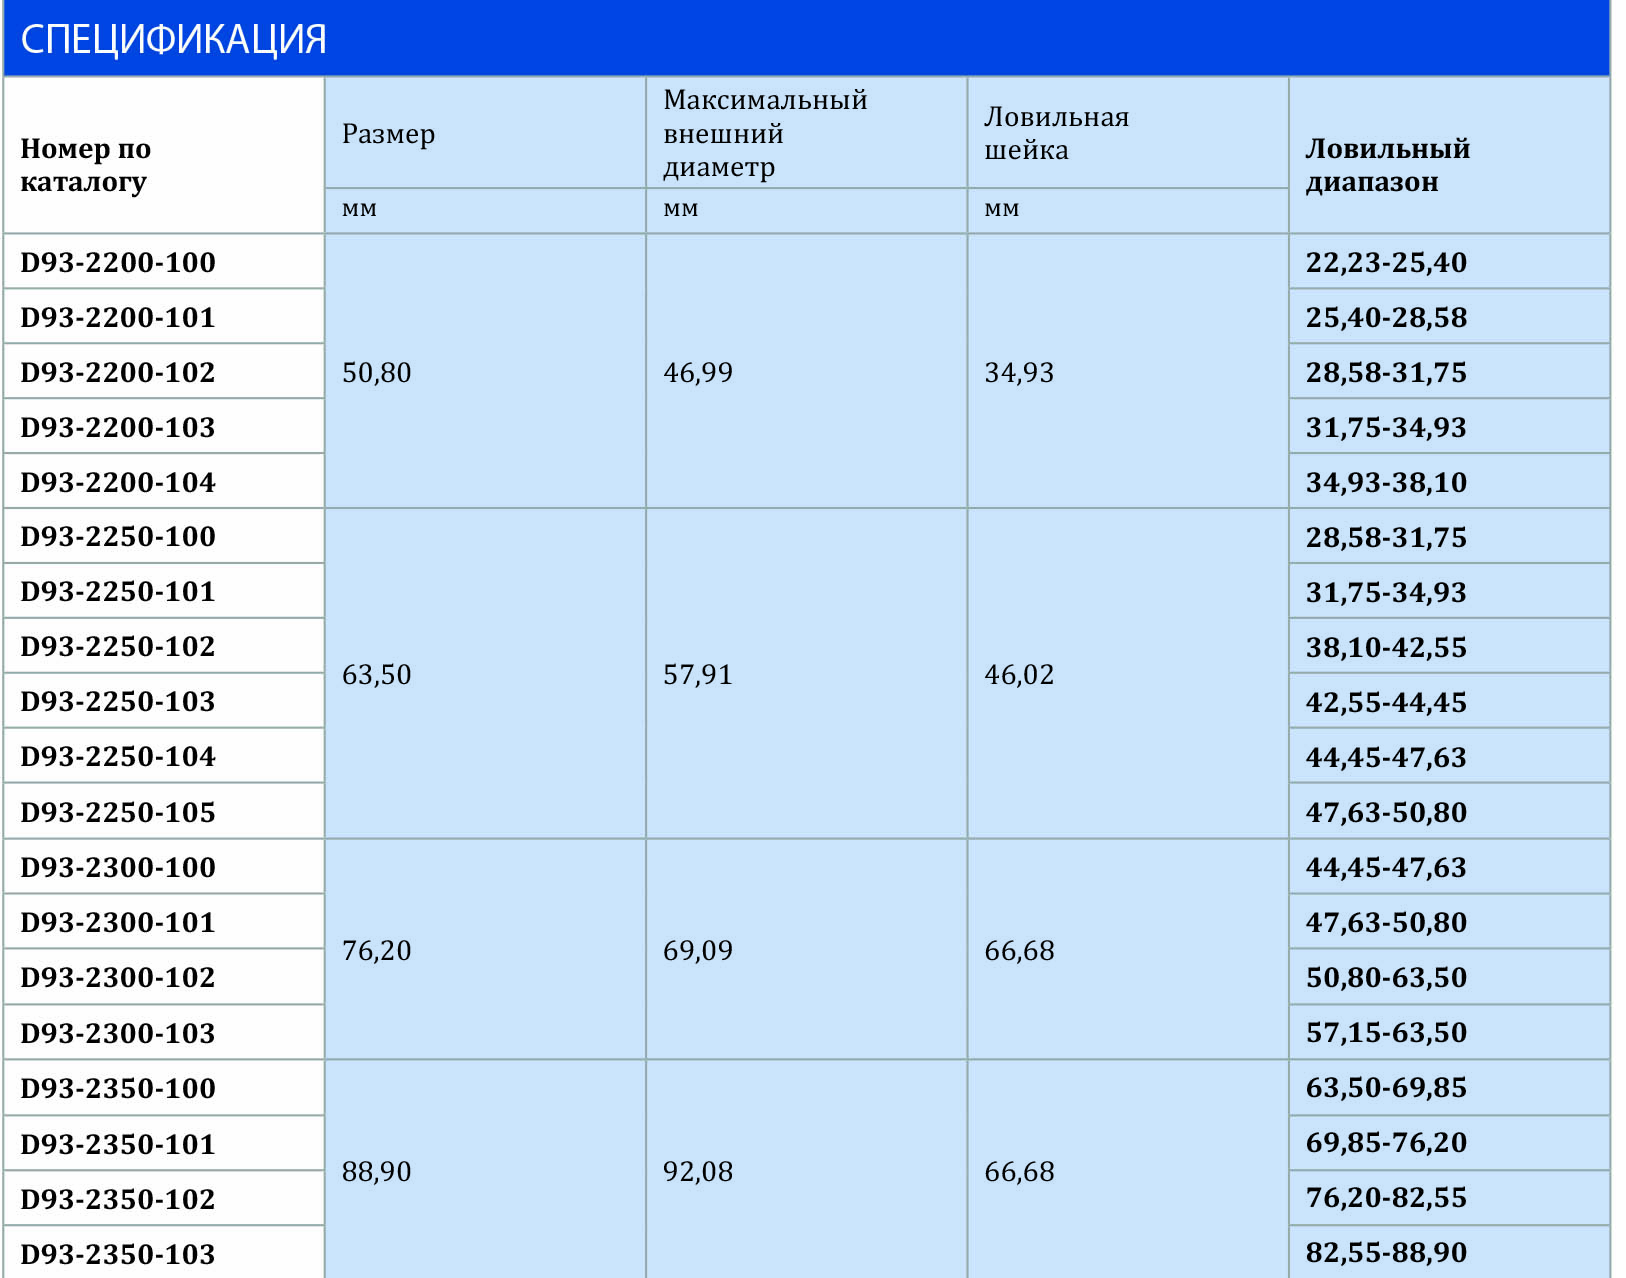 СПЕЦИФИКАЦИЯ
Номер по
каталогу
Размер
Максимальный
внешний
диаметр
Ловильная
шейка
Ловильный
диапазон
мм
мм
мм
D93-2200-100
22,23-25,40
D93-2200-101
25,40-28,58
D93-2200-102
50,80
46,99
34,93
28,58-31,75
D93-2200-103
31,75-34,93
D93-2200-104
34,93-38,10
D93-2250-100
28,58-31,75
D93-2250-101
31,75-34,93
D93-2250-102
38,10-42,55
63,50
57,91
46,02
D93-2250-103
42,55-44,45
D93-2250-104
44,45-47,63
D93-2250-105
47,63-50,80
D93-2300-100
44,45-47,63
D93-2300-101
47,63-50,80
76,20
69,09
66,68
D93-2300-102
50,80-63,50
D93-2300-103
57,15-63,50
D93-2350-100
63,50-69,85
D93-2350-101
69,85-76,20
88,90
92,08
66,68
D93-2350-102
76,20-82,55
D93-2350-103
82,55-88,90